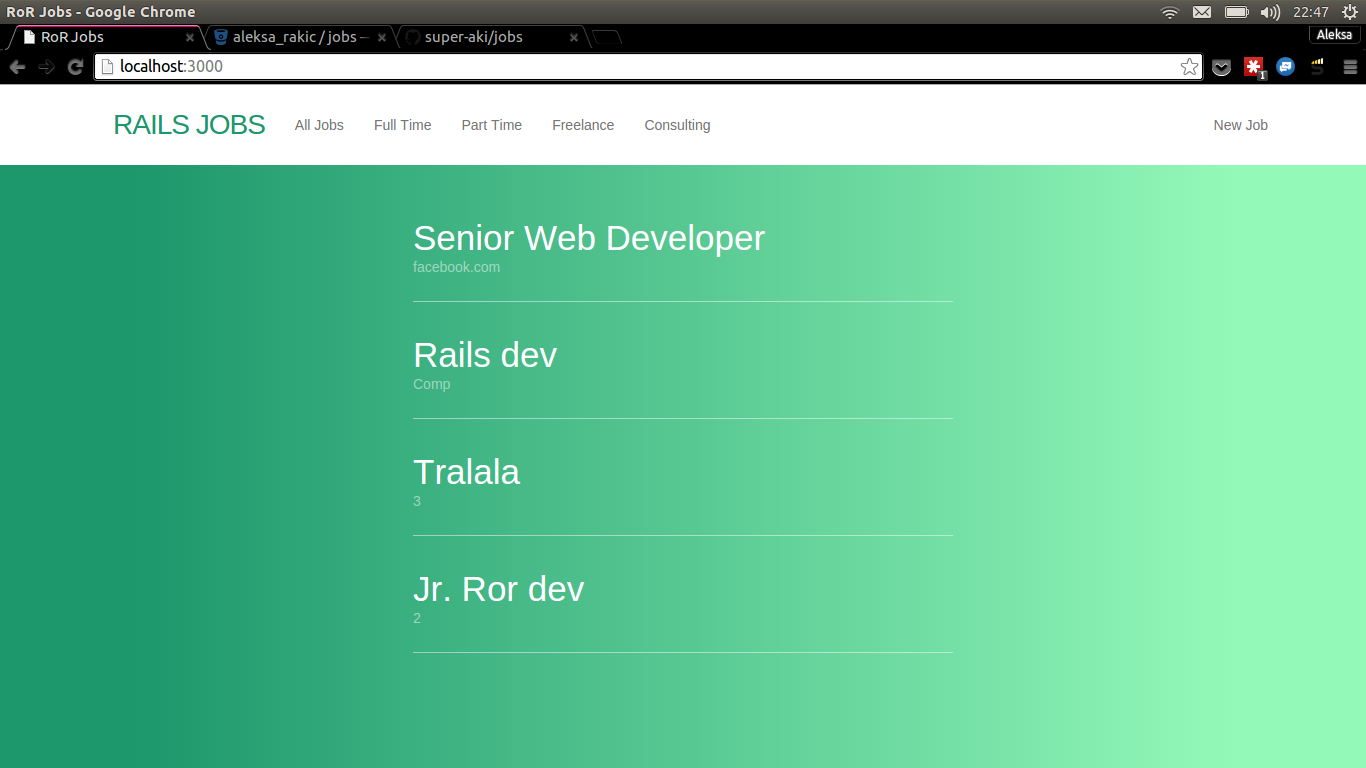 RoR Jobs - Google Chrome
22:47
RoR Jobs
aleksa_rakic / jobs —
super-aki/jobs
Aleksa
localhost:3000
1
RAILS JOBS
All Jobs
Full Time
Part Time
Freelance
Consulting
New Job
Senior Web Developer
facebook.com
Rails dev
Comp
Tralala
3
Jr. Ror dev
2